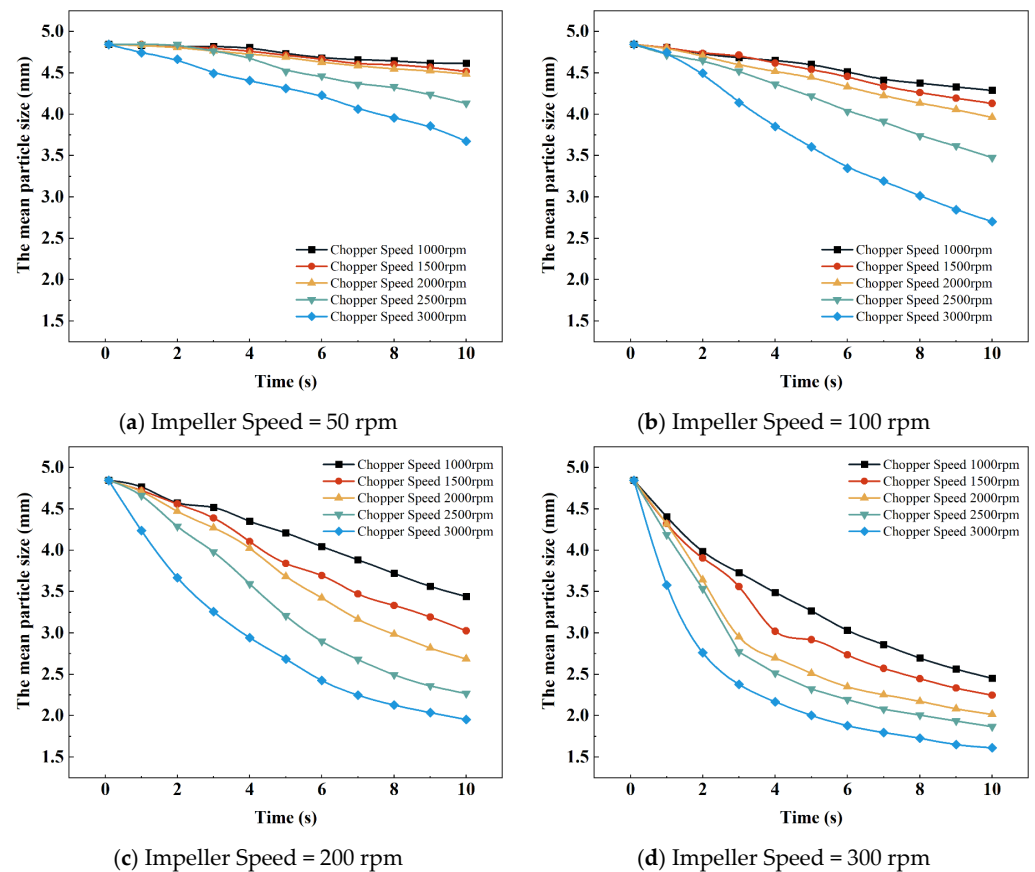 The mean particle size (mm)
5.0
4.5
4.0
3.5
3.0
2.5
2.0
1.5
Chopper Speed 1000rpm
Chopper Speed 1500rpm
Chopper Speed 2000rpm
Chopper Speed 2500rpm
Chopper Speed 3000rpm
0 2 4 6 8 10
Time (s)
(a) Impeller Speed = 50 rpm
The mean particle size (mm)
5.0
4.5
4.0
3.5
3.0
2.5
2.0
1.5
Chopper Speed 1000rpm
Chopper Speed 1500rpm
Chopper Speed 2000rpm
Chopper Speed 2500rpm
Chopper Speed 3000rpm
0 2 4 6 8 10
Time (s)
(b) Impeller Speed = 100 rpm
The mean particle size (mm)
5.0
4.5
4.0
3.5
3.0
2.5
2.0
1.5
Chopper Speed 1000rpm
Chopper Speed 1500rpm
Chopper Speed 2000rpm
Chopper Speed 2500rpm
Chopper Speed 3000rpm
0 2 4 6 8 10
Time (s)
(c) Impeller Speed = 200 rpm
The mean particle size (mm)
5.0
4.5
4.0
3.5
3.0
2.5
2.0
1.5
Chopper Speed 1000rpm
Chopper Speed 1500rpm
Chopper Speed 2000rpm
Chopper Speed 2500rpm
Chopper Speed 3000rpm
0 2 4 6 8 10
Time (s)
(d) Impeller Speed = 300 rpm